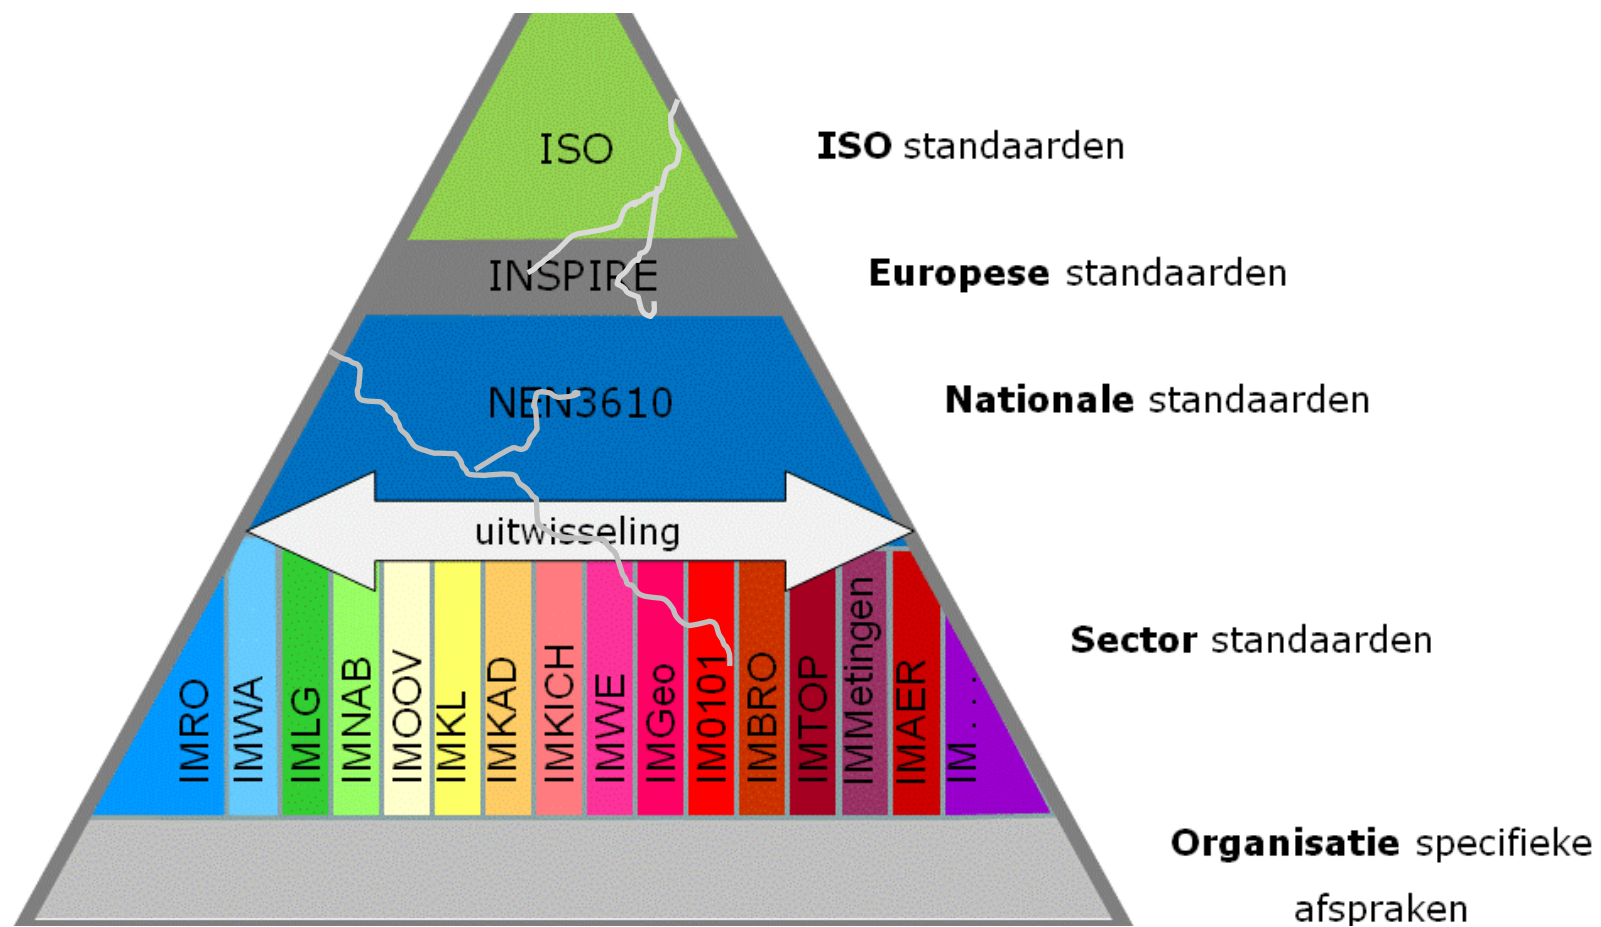 ISO
ISO standaarden
INSPIRE
Europese standaarden
NEN3610
Nationale standaarden
uitwisseling
IMRO
IMWA
IMLG
IMNAB
IMOOV
IMKL
IMKAD
IMKICH
IMWE
IMGeo
IM0101
IMBRO
IMTOP
IMMetingen
IMAER
IM . . .
Sector standaarden
Organisatie specifieke
afspraken